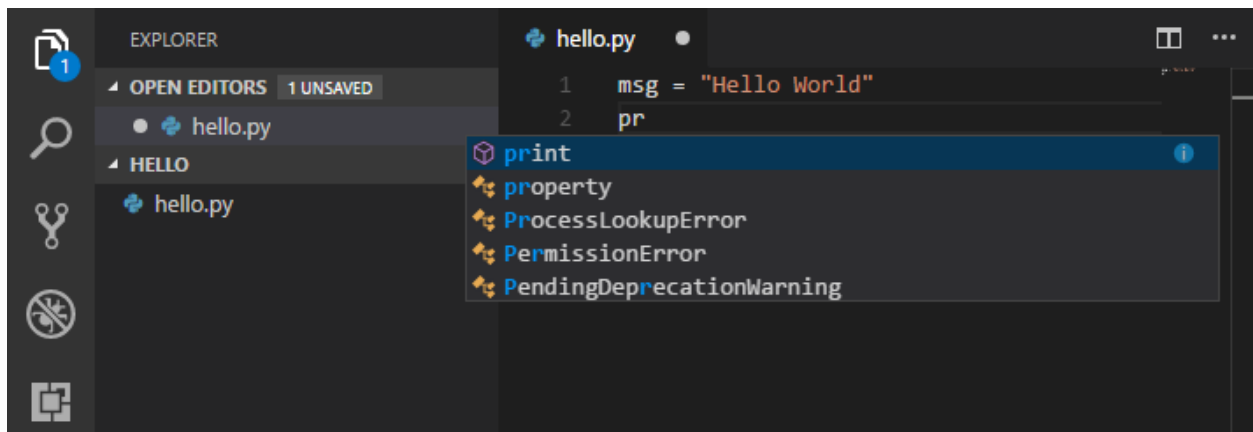 EXPLORER
OPEN EDITORS 1 UNSAVED
hello.py
HELLO
hello.py
1
hello.py
1 msg = "Hello World"
2 pr
print
property
ProcessLookupError
PermissionError
PendingDeprecationWarning